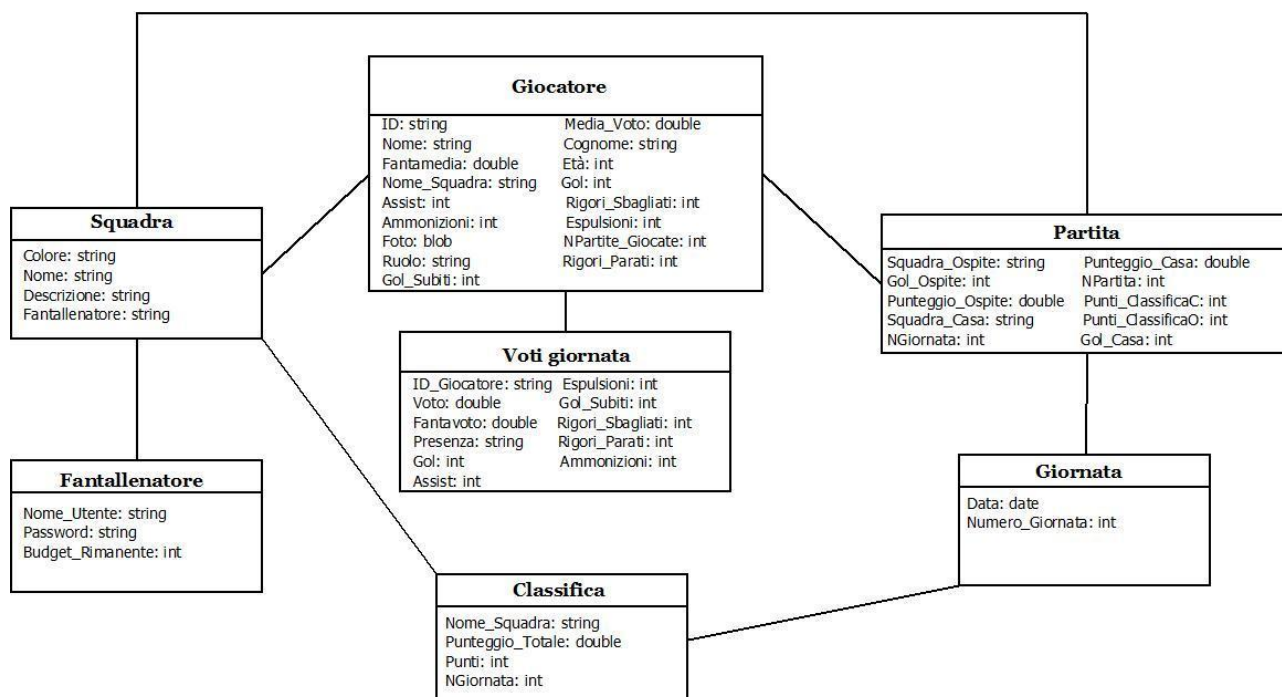 Giocatore
ID: string Media_Voto: double
Nome: string Cognome: string
Fantamedia: double Età: int
Nome_Squadra: string Gol: int
Assist: int Rigori_Sbagliati: int
Ammonizioni: int Espulsioni: int
Foto: blob NPartite_Giocate: int
Ruolo: string Rigori_Parati: int
Gol_Subiti: int
Squadra
Colore: string
Nome: string
Descrizione: string
Fantallenatore: string
Partita
Squadra_Ospite: string Punteggio_Casa: double
Gol_Ospite: int NPartita: int
Punteggio_Ospite: double Punti_ClassificaC: int
Squadra_Casa: string Punti_ClassificaO: int
NGiornata: int Gol_Casa: int
Voti giornata
ID_Giocatore: string Espulsioni: int
Voto: double Gol_Subiti: int
Fantavoto: double Rigori_Sbagliati: int
Presenza: string Rigori_Parati: int
Gol: int Ammonizioni: int
Assist: int
Fantallenatore
Nome_Utente: string
Password: string
Budget_Rimanente: int
Giornata
Data: date
Numero_Giornata: int
Classifica
Nome_Squadra: string
Punteggio_Totale: double
Punti: int
NGiornata: int